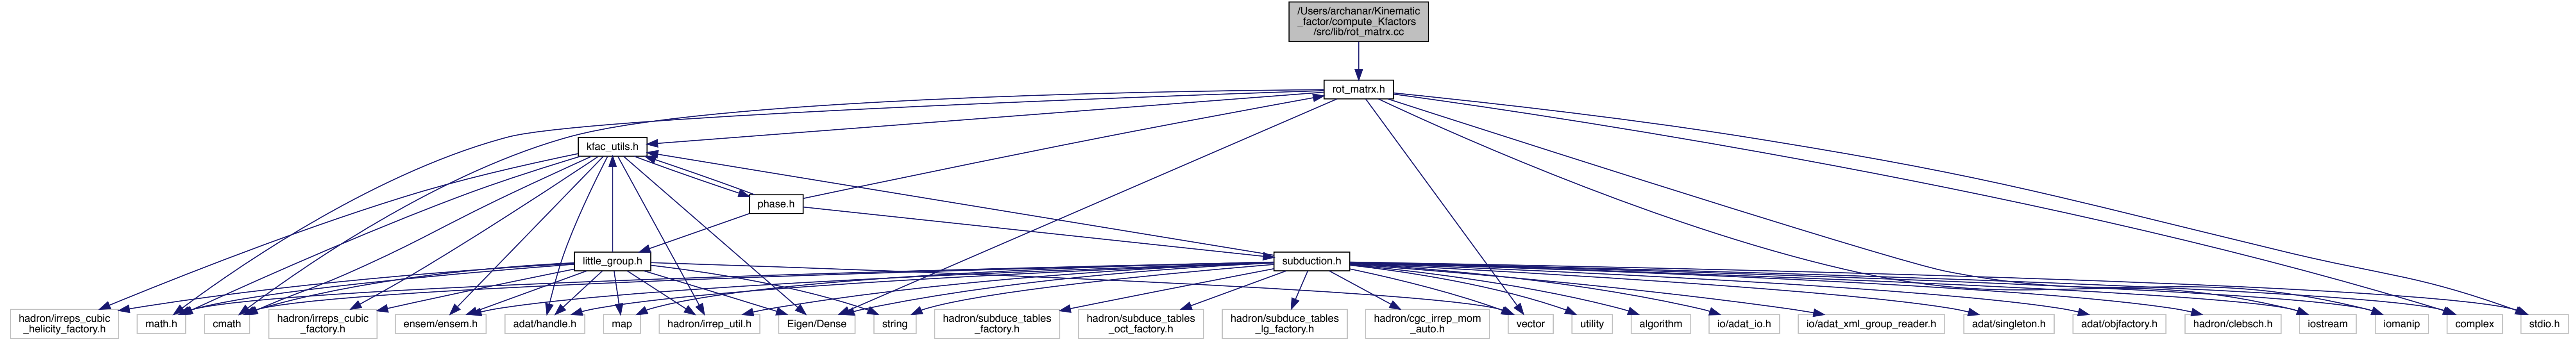 /Users/archanar/Kinematic
_factor/compute_Kfactors
/src/lib/rot_matrx.cc
rot_matrx.h
kfac_utils.h
phase.h
little_group.h
subduction.h
hadron/irreps_cubic
_helicity_factory.h
math.h
cmath
hadron/irreps_cubic
_factory.h
ensem/ensem.h
adat/handle.h
map
hadron/irrep_util.h
Eigen/Dense
string
hadron/subduce_tables
_factory.h
hadron/subduce_tables
_oct_factory.h
hadron/subduce_tables
_lg_factory.h
hadron/cgc_irrep_mom
_auto.h
vector
utility
algorithm
io/adat_io.h
io/adat_xml_group_reader.h
adat/singleton.h
adat/objfactory.h
hadron/clebsch.h
iostream
iomanip
complex
stdio.h